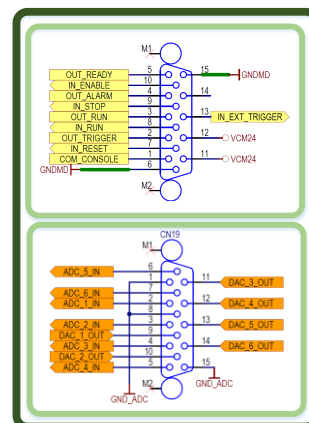 M1
OUT_READY 5 15 GNDMD
IN_ENABLE 10
OUT_ALARM 4 14
IN_STOP 9
OUT_RUN 3 13 IN_EXT_TRIGGER
IN_RUN 8
OUT_TRIGGER 2 12 VCM24
IN_RESET 7
COM_CONSOLE 1 11 VCM24
GNDMD 6
M2
CN19
M1
ADC_5_IN 6
1 11 DAC_3_OUT
ADC_6_IN 7
ADC_1_IN 2 12 DAC_4_OUT
8
ADC_2_IN 3 13 DAC_5_OUT
DAC_1_OUT 9
ADC_3_IN 4 14 DAC_6_OUT
DAC_2_OUT 10
ADC_4_IN 5 15
M2
GND_ADC
GND_ADC